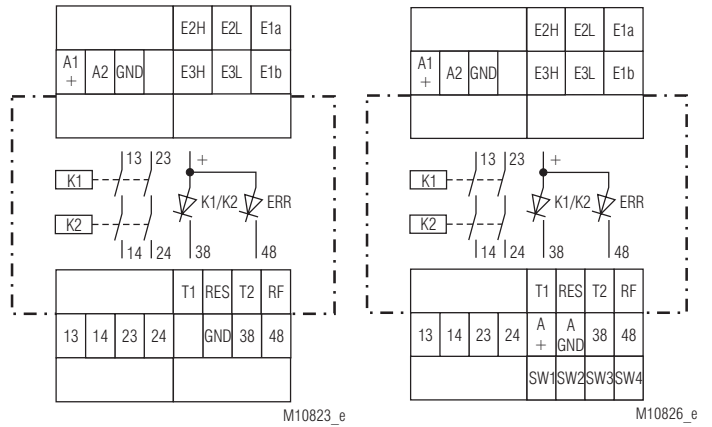 E2H E2L E1a
A1
+ A2 GND E3H E3L E1b
13 23 +
K1
K1/K2 ERR
K2
14 24 38 48
T1 RES T2 RF
13 14 23 24 GND 38 48
M10823_e
E2H E2L E1a
A1
+ A2 GND E3H E3L E1b
13 23 +
K1
K1/K2 ERR
K2
14 24 38 48
T1 RES T2 RF
13 14 23 24 A
+ A
GND 38 48
SW1 SW2 SW3 SW4
M10826_e